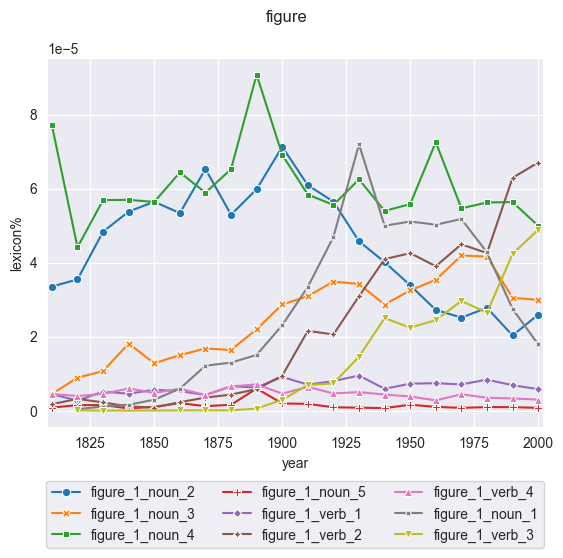 figure
1e−5
8
6
4
2
0
lexicon%
1825 1850 1875 1900 1925 1950 1975 2000
year
figure_1_noun_2 figure_1_noun_5 figure_1_verb_4
figure_1_noun_3 figure_1_verb_1 figure_1_noun_1
figure_1_noun_4 figure_1_verb_2 figure_1_verb_3